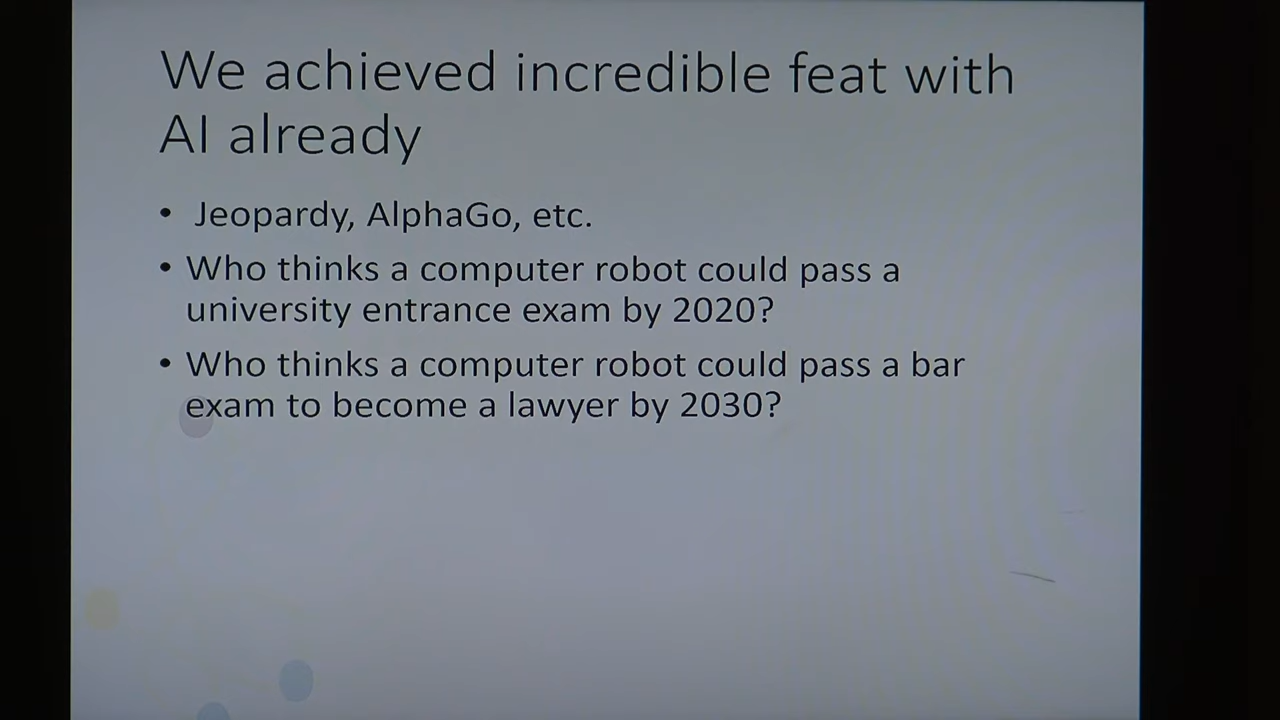 We achieved incredible feat with
AI already
• Jeopardy, AlphaGo, etc.
• Who thinks a computer robot could pass a
university entrance exam by 2020?
• Who thinks a computer robot could pass a bar
exam to become a lawyer by 2030?